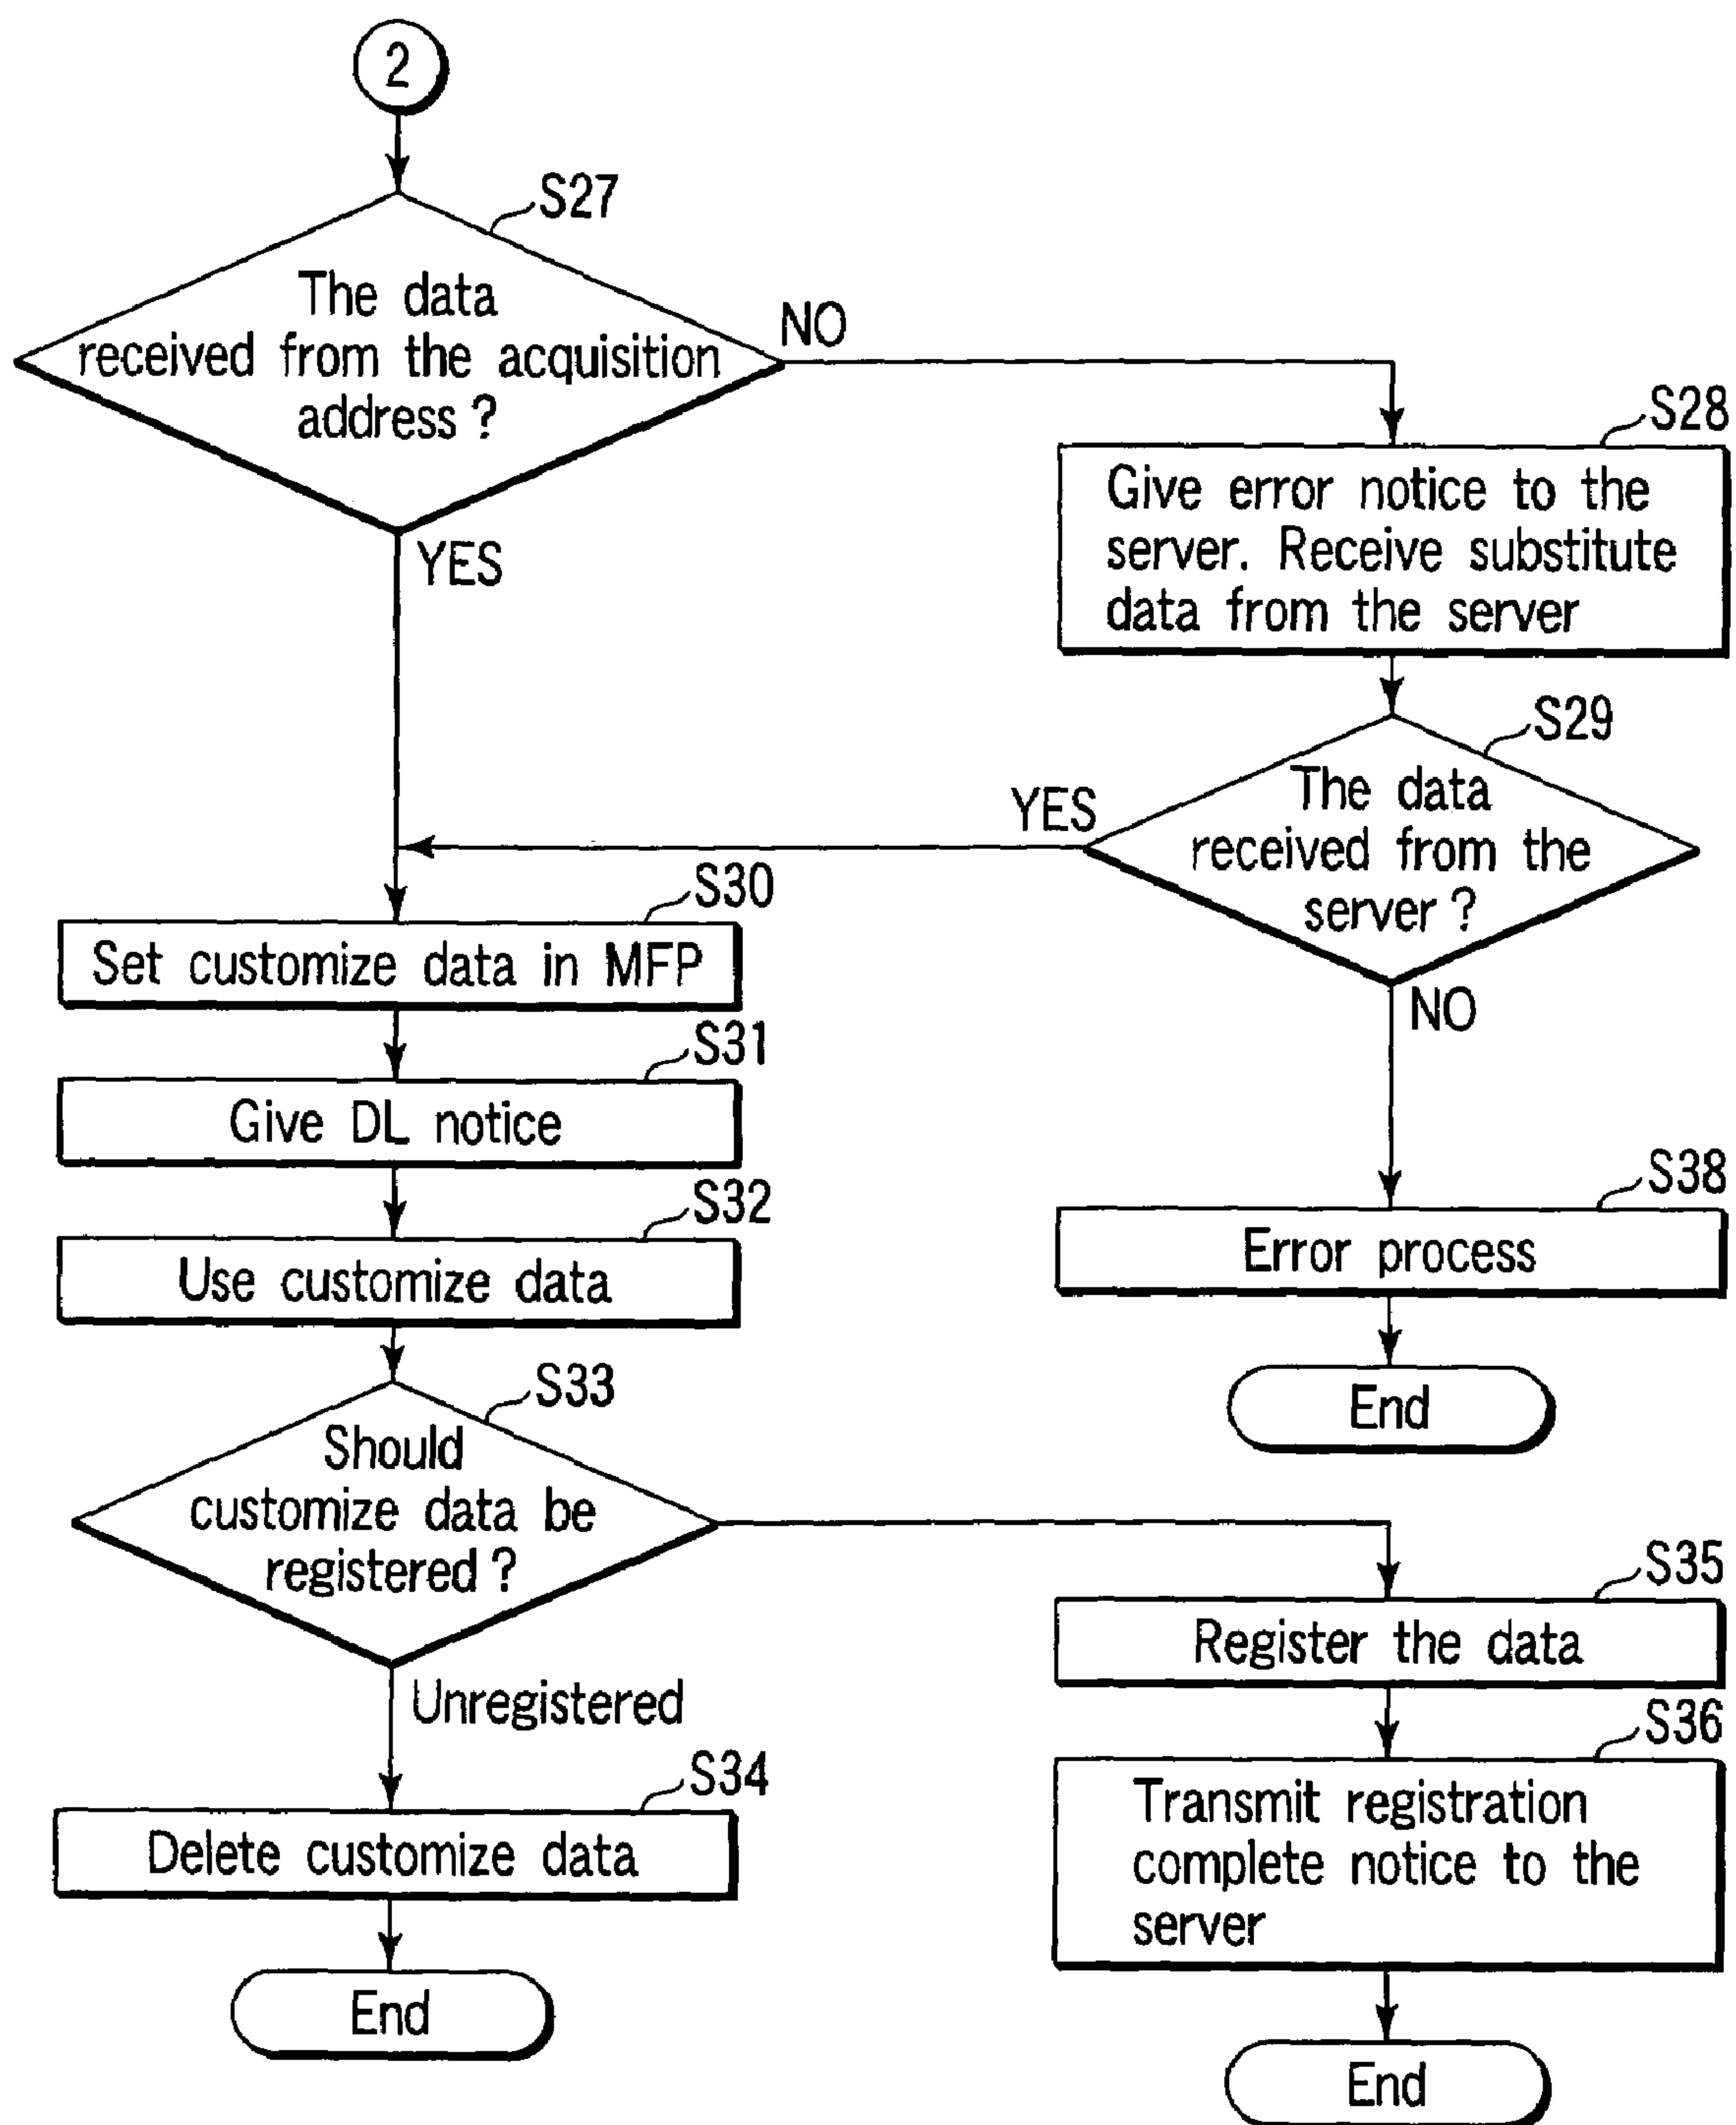 2
S27
The data
received from the acquisition
address ?
NO
YES
S28
Give error notice to the
server. Receive substitute
data from the server
S29
The data
received from the
server ?
YES
NO
S30
Set customize data in MFP
S31
Give DL notice
S32
Use customize data
S38
Error process
End
S33
Should
customize data be
registered ?
Unregistered
S34
Delete customize data
End
S35
Register the data
S36
Transmit registration
complete notice to the
server
End